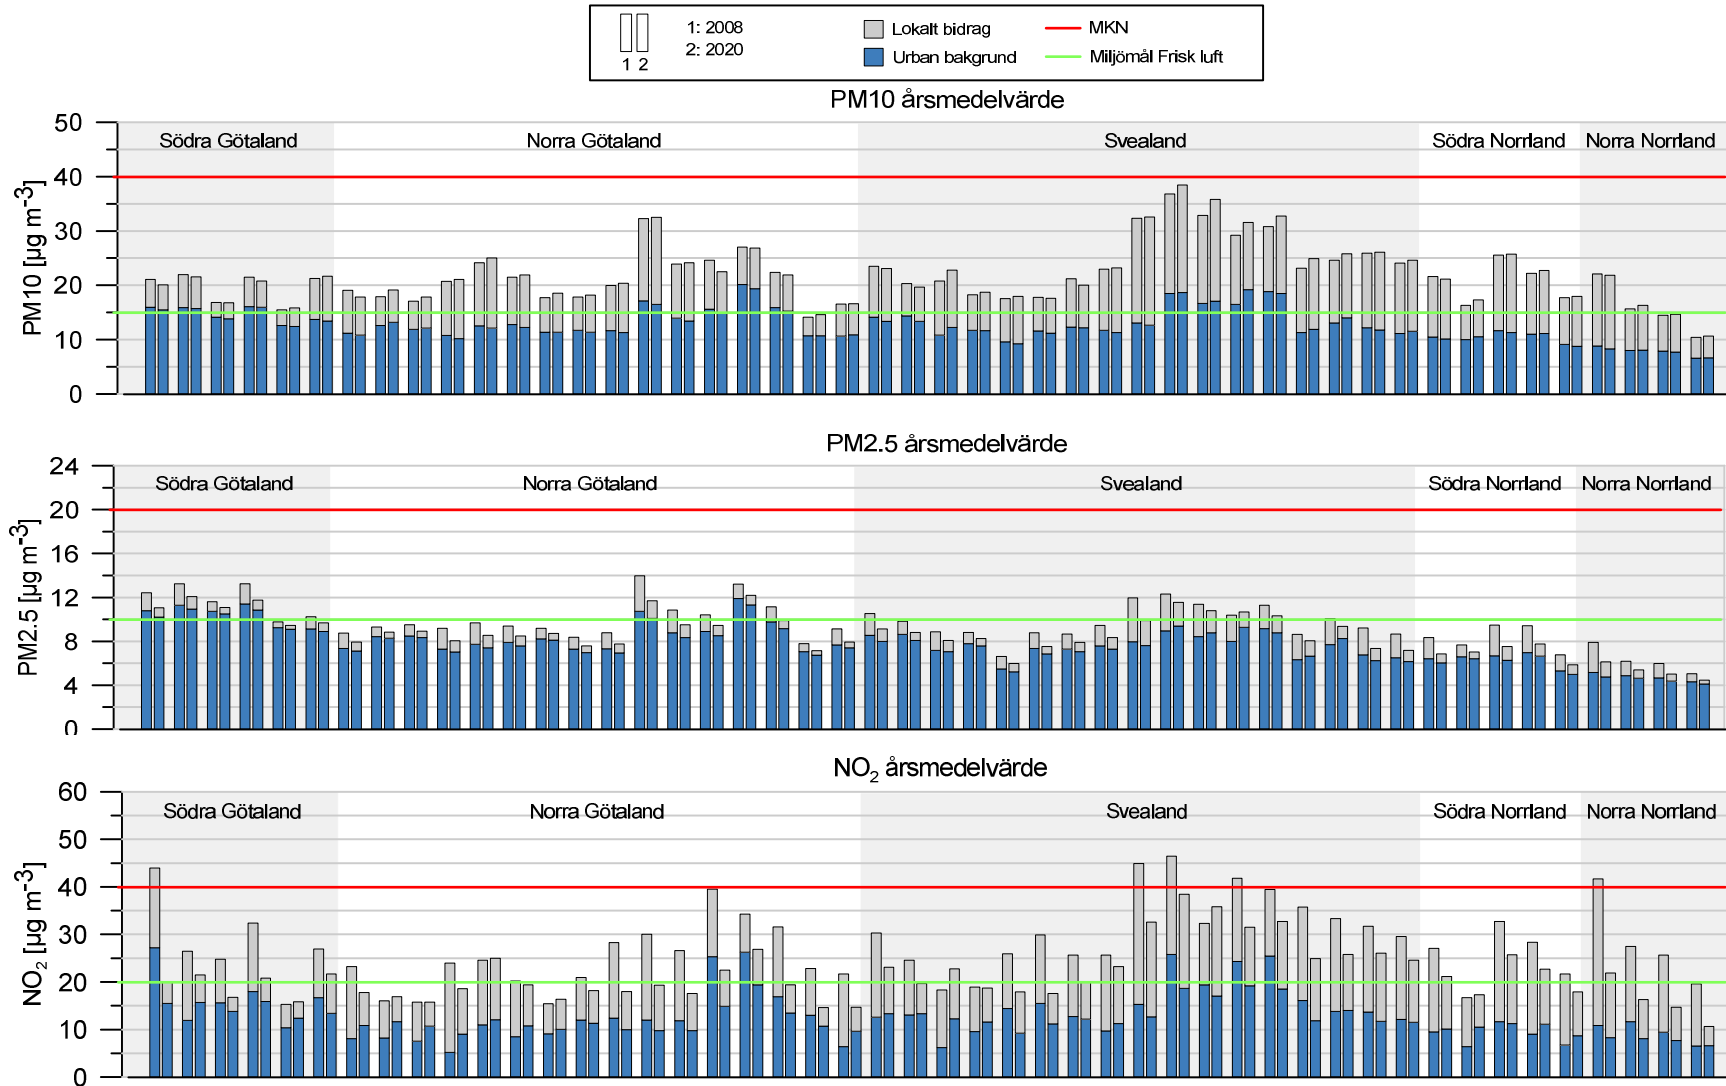 1: 2008
2: 2020
1 2
Lokalt bidrag
Urban bakgrund
MKN
Miljömål Frisk luft
PM10 årsmedelvärde
PM10 [µg m-3]
50
40
30
20
10
0
Södra Götaland
Norra Götaland
Svealand
Södra Norrland
Norra Norrland
PM2.5 årsmedelvärde
PM2.5 [µg m-3]
24
20
16
12
8
4
0
Södra Götaland
Norra Götaland
Svealand
Södra Norrland
Norra Norrland
NO2 årsmedelvärde
NO2 [µg m-3]
60
50
40
30
20
10
0
Södra Götaland
Norra Götaland
Svealand
Södra Norrland
Norra Norrland